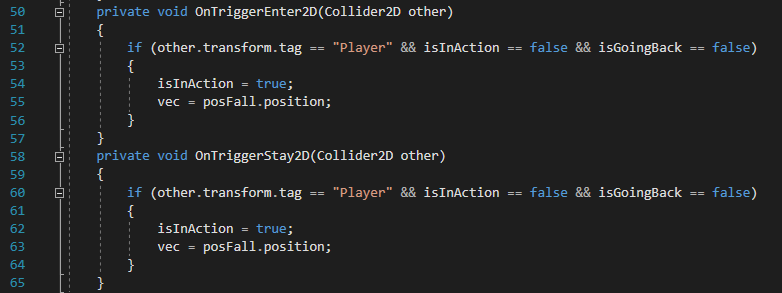 50 private void OnTriggerEnter2D(Collider2D other)
51 {
52 if (other.transform.tag == "Player" && isInAction == false && isGoingBack == false)
53 {
54 isInAction = true;
55 vec = posFall.position;
56 }
57 }
58 private void OnTriggerStay2D(Collider2D other)
59 {
60 if (other.transform.tag == "Player" && isInAction == false && isGoingBack == false)
61 {
62 isInAction = true;
63 vec = posFall.position;
64 }
65 }